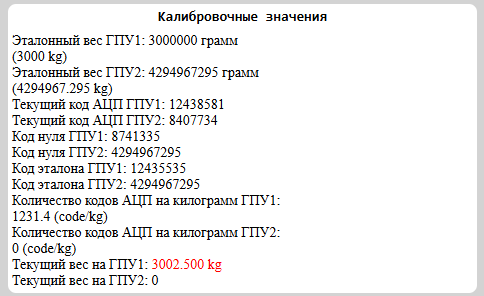 Калибровочные значения
Эталонный вес ГПУ1: 3000000 грамм
(3000 kg)
Эталонный вес ГПУ2: 4294967295 грамм
(4294967.295 kg)
Текущий код АЦП ГПУ1: 12438581
Текущий код АЦП ГПУ2: 8407734
Код нуля ГПУ1: 8741335
Код нуля ГПУ2: 4294967295
Код эталона ГПУ1: 12435535
Код эталона ГПУ2: 4294967295
Количество кодов АЦП на килограмм ГПУ1:
1231.4 (code/kg)
Количество кодов АЦП на килограмм ГПУ2:
0 (code/kg)
Текущий вес на ГПУ1: 3002.500 kg
Текущий вес на ГПУ2: 0